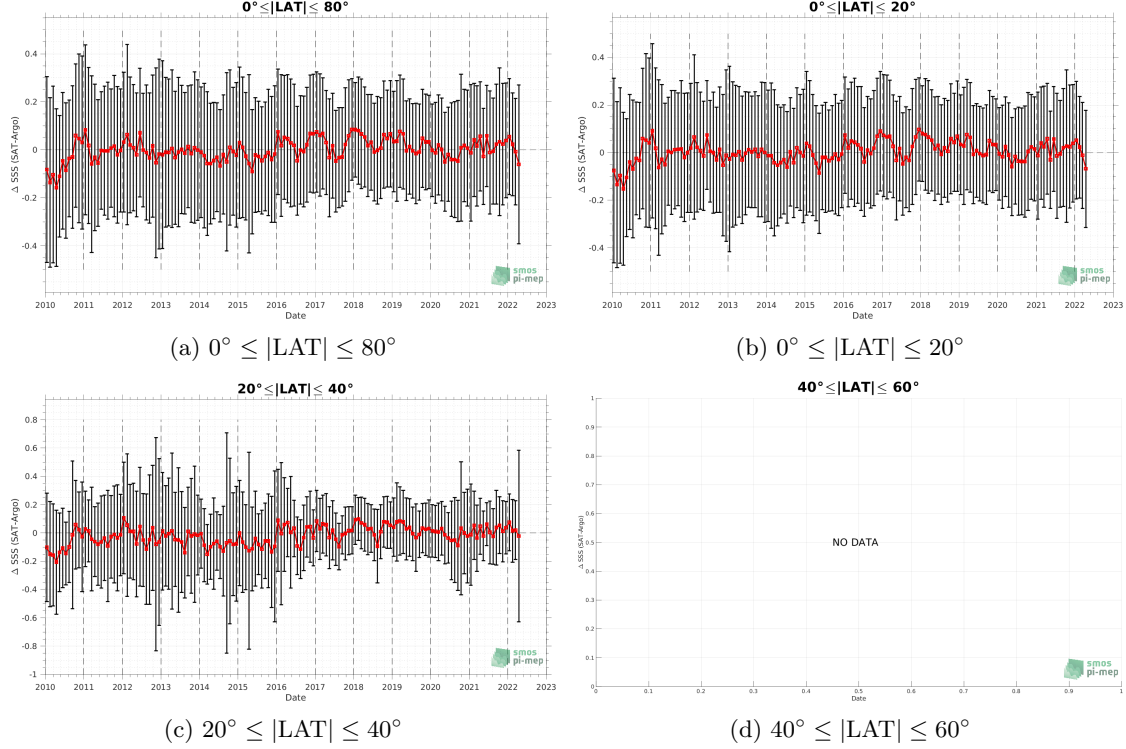 0°≤|LAT|≤ 80°
0.4
0.2
0
-0.2
-0.4
Δ SSS (SAT-Argo)
2010 2011 2012 2013 2014 2015 2016 2017 2018 2019 2020 2021 2022 2023
Date
smos
pi-mep
(a) 0° ≤ |LAT| ≤ 80°
0°≤|LAT|≤ 20°
0.4
0.2
0
-0.2
-0.4
Δ SSS (SAT-Argo)
2010 2011 2012 2013 2014 2015 2016 2017 2018 2019 2020 2021 2022 2023
Date
smos
pi-mep
(b) 0° ≤ |LAT| ≤ 20°
20°≤|LAT|≤ 40°
0.8
0.6
0.4
0.2
0
-0.2
-0.4
-0.6
-0.8
-1
Δ SSS (SAT-Argo)
2010 2011 2012 2013 2014 2015 2016 2017 2018 2019 2020 2021 2022 2023
Date
smos
pi-mep
(c) 20° ≤ |LAT| ≤ 40°
40°≤|LAT|≤ 60°
1
0.9
0.8
0.7
0.6
0.5
0.4
0.3
0.2
0.1
0
Δ SSS (SAT-Argo)
NO DATA
0 0.1 0.2 0.3 0.4 0.5 0.6 0.7 0.8 0.9 1
Date
smos
pi-mep
(d) 40° ≤ |LAT| ≤ 60°